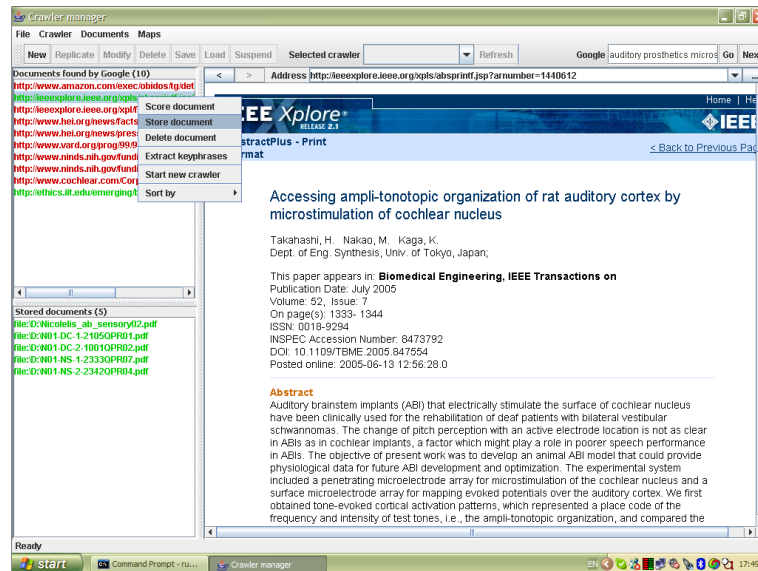 Crawler manager
File Crawler Documents Maps
New Replicate Modify Delete Save Load Suspend Selected crawler Refresh Google auditory prosthetics micros Go Nex
Documents found by Google (10)
< > Address http://ieeexplore.ieee.org/xpls/absprintf.jsp?arnumber=1440612
http://www.amazon.com/exec/obidos/tg/det
http://ieeexplore.ieee.org/xpls/
http://ieeexplore.ieee.org/xpl/f
http://www.hei.org/news/facts
http://www.hei.org/news/pres
http://www.vard.org/prog/99/9
http://www.ninds.nih.gov/fundi
http://www.ninds.nih.gov/fundi
http://www.cochlear.com/Corp
http://ethics.iit.edu/emerging/b
Score document
Store document
Delete document
Extract keyphrases
Start new crawler
Sort by
Stored documents (5)
file:\D:\Nicolelis_ab_sensory02.pdf
file:\D:\N01-DC-1-2105QPR01.pdf
file:\D:\N01-DC-2-1001QPR02.pdf
file:\D:\N01-NS-1-2333QPR07.pdf
file:\D:\N01-NS-2-2342QPR04.pdf
Home | He
EE Xplore®
RELEASE 2.1
IEEE
stractPlus - Print
rmat
< Back to Previous Pag
Accessing ampli-tonotopic organization of rat auditory cortex by
microstimulation of cochlear nucleus
Takahashi, H. Nakao, M. Kaga, K.
Dept. of Eng. Synthesis, Univ. of Tokyo, Japan;
This paper appears in: Biomedical Engineering, IEEE Transactions on
Publication Date: July 2005
Volume: 52, Issue: 7
On page(s): 1333- 1344
ISSN: 0018-9294
INSPEC Accession Number: 8473792
DOI: 10.1109/TBME.2005.847554
Posted online: 2005-06-13 12:56:28.0
Abstract
Auditory brainstem implants (ABI) that electrically stimulate the surface of cochlear nucleus
have been clinically used for the rehabilitation of deaf patients with bilateral vestibular
schwannomas. The change of pitch perception with an active electrode location is not as clear
in ABIs as in cochlear implants, a factor which might play a role in poorer speech performance
in ABIs. The objective of present work was to develop an animal ABI model that could provide
physiological data for future ABI development and optimization. The experimental system
included a penetrating microelectrode array for microstimulation of the cochlear nucleus and a
surface microelectrode array for mapping evoked potentials over the auditory cortex. We first
obtained tone-evoked cortical activation patterns, which represented a place code of the
frequency and intensity of test tones, i.e., the ampli-tonotopic organization, and compared the
Ready
start Command Prompt - ru... Crawler manager EN 17:49